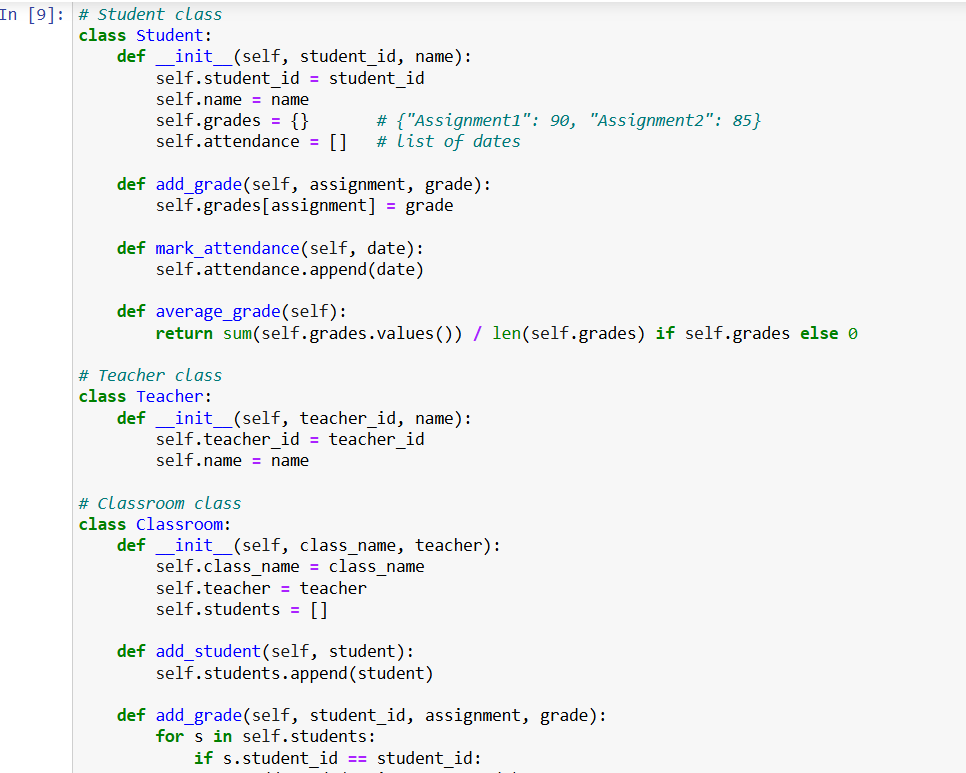 In [9]:
# Student class
class Student:
    def __init__(self, student_id, name):
        self.student_id = student_id
        self.name = name
        self.grades = {}       # {"Assignment1": 90, "Assignment2": 85}
        self.attendance = []   # list of dates

    def add_grade(self, assignment, grade):
        self.grades[assignment] = grade

    def mark_attendance(self, date):
        self.attendance.append(date)

    def average_grade(self):
        return sum(self.grades.values()) / len(self.grades) if self.grades else 0

# Teacher class
class Teacher:
    def __init__(self, teacher_id, name):
        self.teacher_id = teacher_id
        self.name = name

# Classroom class
class Classroom:
    def __init__(self, class_name, teacher):
        self.class_name = class_name
        self.teacher = teacher
        self.students = []

    def add_student(self, student):
        self.students.append(student)

    def add_grade(self, student_id, assignment, grade):
        for s in self.students:
            if s.student_id == student_id: